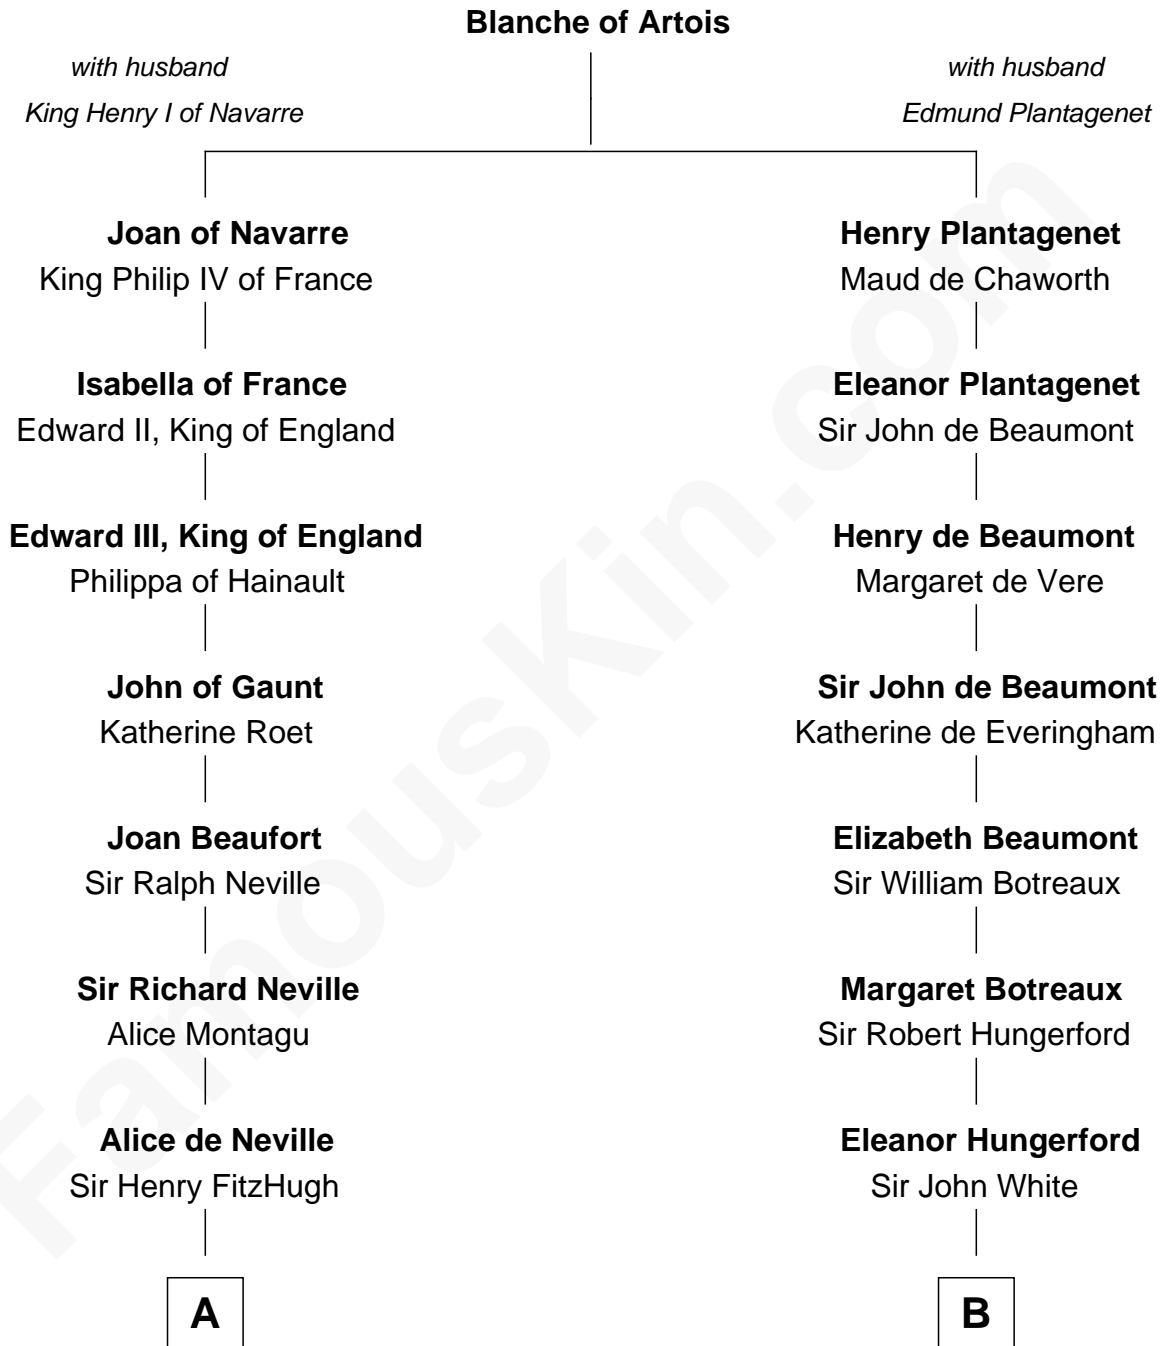 Blanche of Artois
with husband
King Henry I of Navarre
with husband
Edmund Plantagenet
Joan of Navarre
King Philip IV of France
Isabella of France
Edward II, King of England
Edward III, King of England
Philippa of Hainault
John of Gaunt
Katherine Roet
Joan Beaufort
Sir Ralph Neville
Sir Richard Neville
Alice Montagu
Alice de Neville
Sir Henry FitzHugh
A
Henry Plantagenet
Maud de Chaworth
Eleanor Plantagenet
Sir John de Beaumont
Henry de Beaumont
Margaret de Vere
Sir John de Beaumont
Katherine de Everingham
Elizabeth Beaumont
Sir William Botreaux
Margaret Botreaux
Sir Robert Hungerford
Eleanor Hungerford
Sir John White
B
FamousKin.com